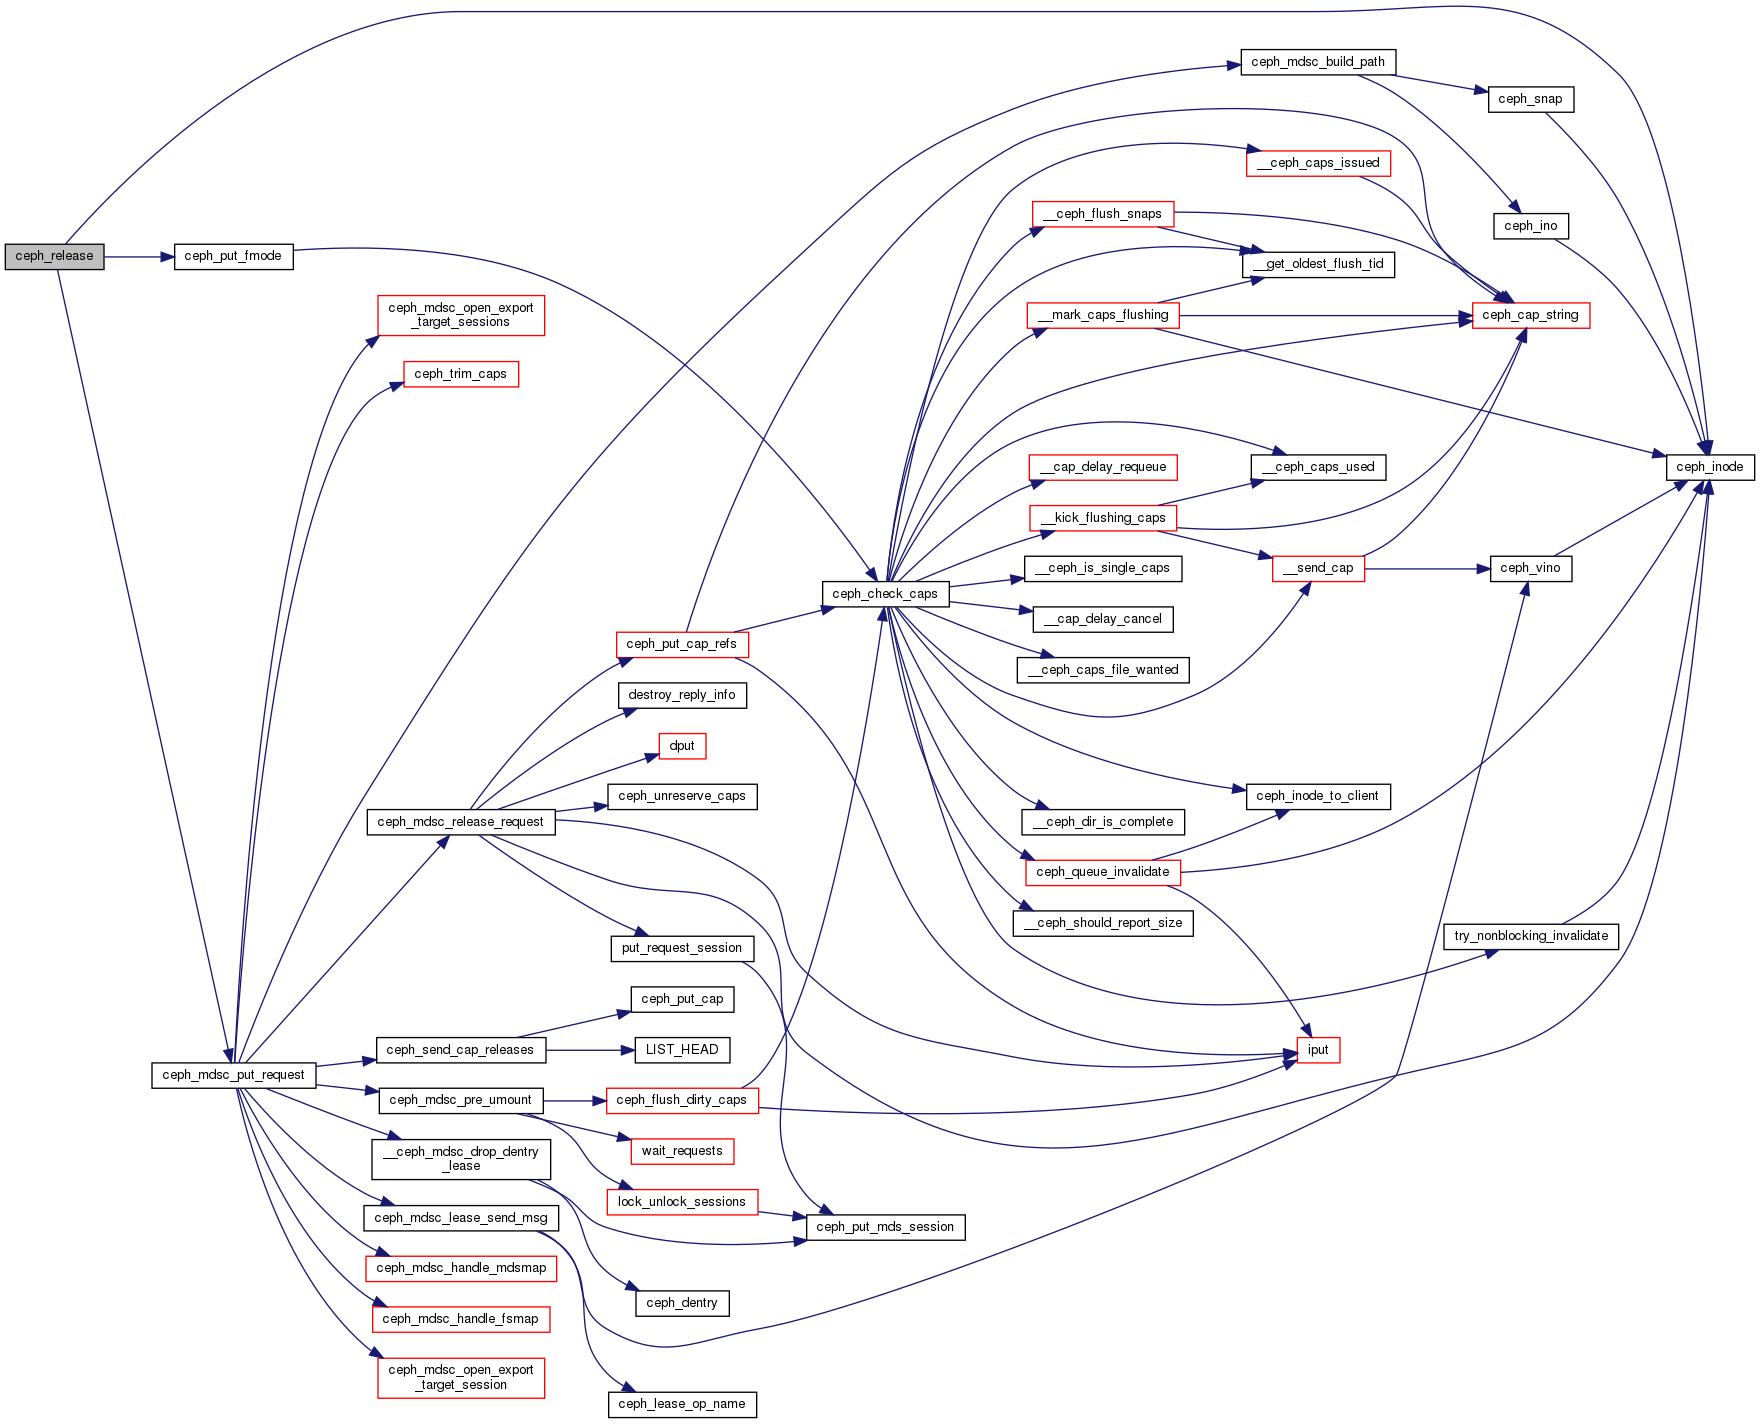 ceph_release
ceph_put_fmode
ceph_mdsc_open_export
_target_sessions
ceph_trim_caps
ceph_mdsc_release_request
ceph_mdsc_put_request
ceph_send_cap_releases
ceph_mdsc_pre_umount
__ceph_mdsc_drop_dentry
_lease
ceph_mdsc_lease_send_msg
ceph_mdsc_handle_mdsmap
ceph_mdsc_handle_fsmap
ceph_mdsc_open_export
_target_session
ceph_put_cap_refs
destroy_reply_info
dput
ceph_unreserve_caps
put_request_session
ceph_put_cap
LIST_HEAD
ceph_flush_dirty_caps
wait_requests
lock_unlock_sessions
ceph_dentry
ceph_lease_op_name
ceph_check_caps
ceph_put_mds_session
__ceph_flush_snaps
__mark_caps_flushing
__cap_delay_requeue
__kick_flushing_caps
__ceph_is_single_caps
__cap_delay_cancel
__ceph_caps_file_wanted
__ceph_dir_is_complete
ceph_queue_invalidate
__ceph_should_report_size
ceph_mdsc_build_path
__ceph_caps_issued
__get_oldest_flush_tid
__ceph_caps_used
__send_cap
ceph_inode_to_client
iput
ceph_snap
ceph_ino
ceph_cap_string
ceph_vino
try_nonblocking_invalidate
ceph_inode